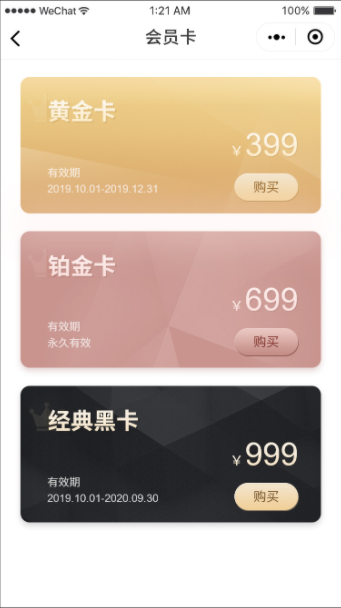 WeChat 1:21 AM 100%
会员卡
黄金卡
¥399
有效期
2019.10.01-2019.12.31
购买
铂金卡
¥699
有效期
永久有效
购买
经典黑卡
¥999
有效期
2019.10.01-2020.09.30
购买